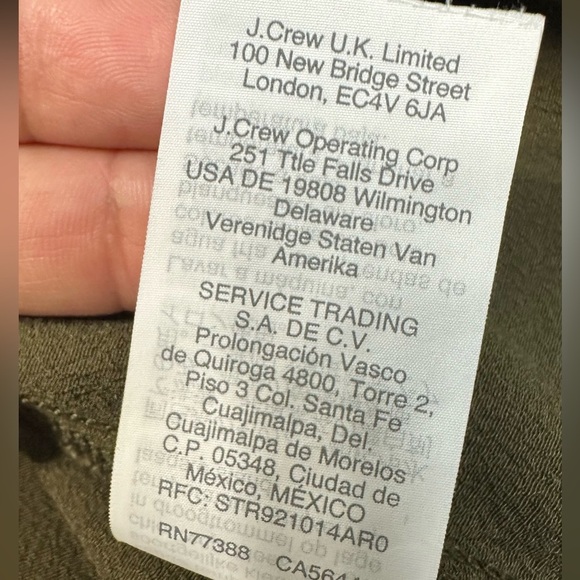 J.Crew U.K. Limited
100 New Bridge Street
London, EC4V 6JA
J.Crew Operating Corp
251 Ttle Falls Drive
USA DE 19808 Wilmington
Delaware
Verenidge Staten Van
Amerika
SERVICE TRADING
S.A. DE C.V.
Prolongación Vasco
de Quiroga 4800, Torre 2,
Piso 3 Col. Santa Fe
Cuajimalpa, Del.
Cuajimalpa de Morelos
C.P. 05348, Ciudad de
México, MÉXICO
RFC: STR921014AR0
RN77388 CA564